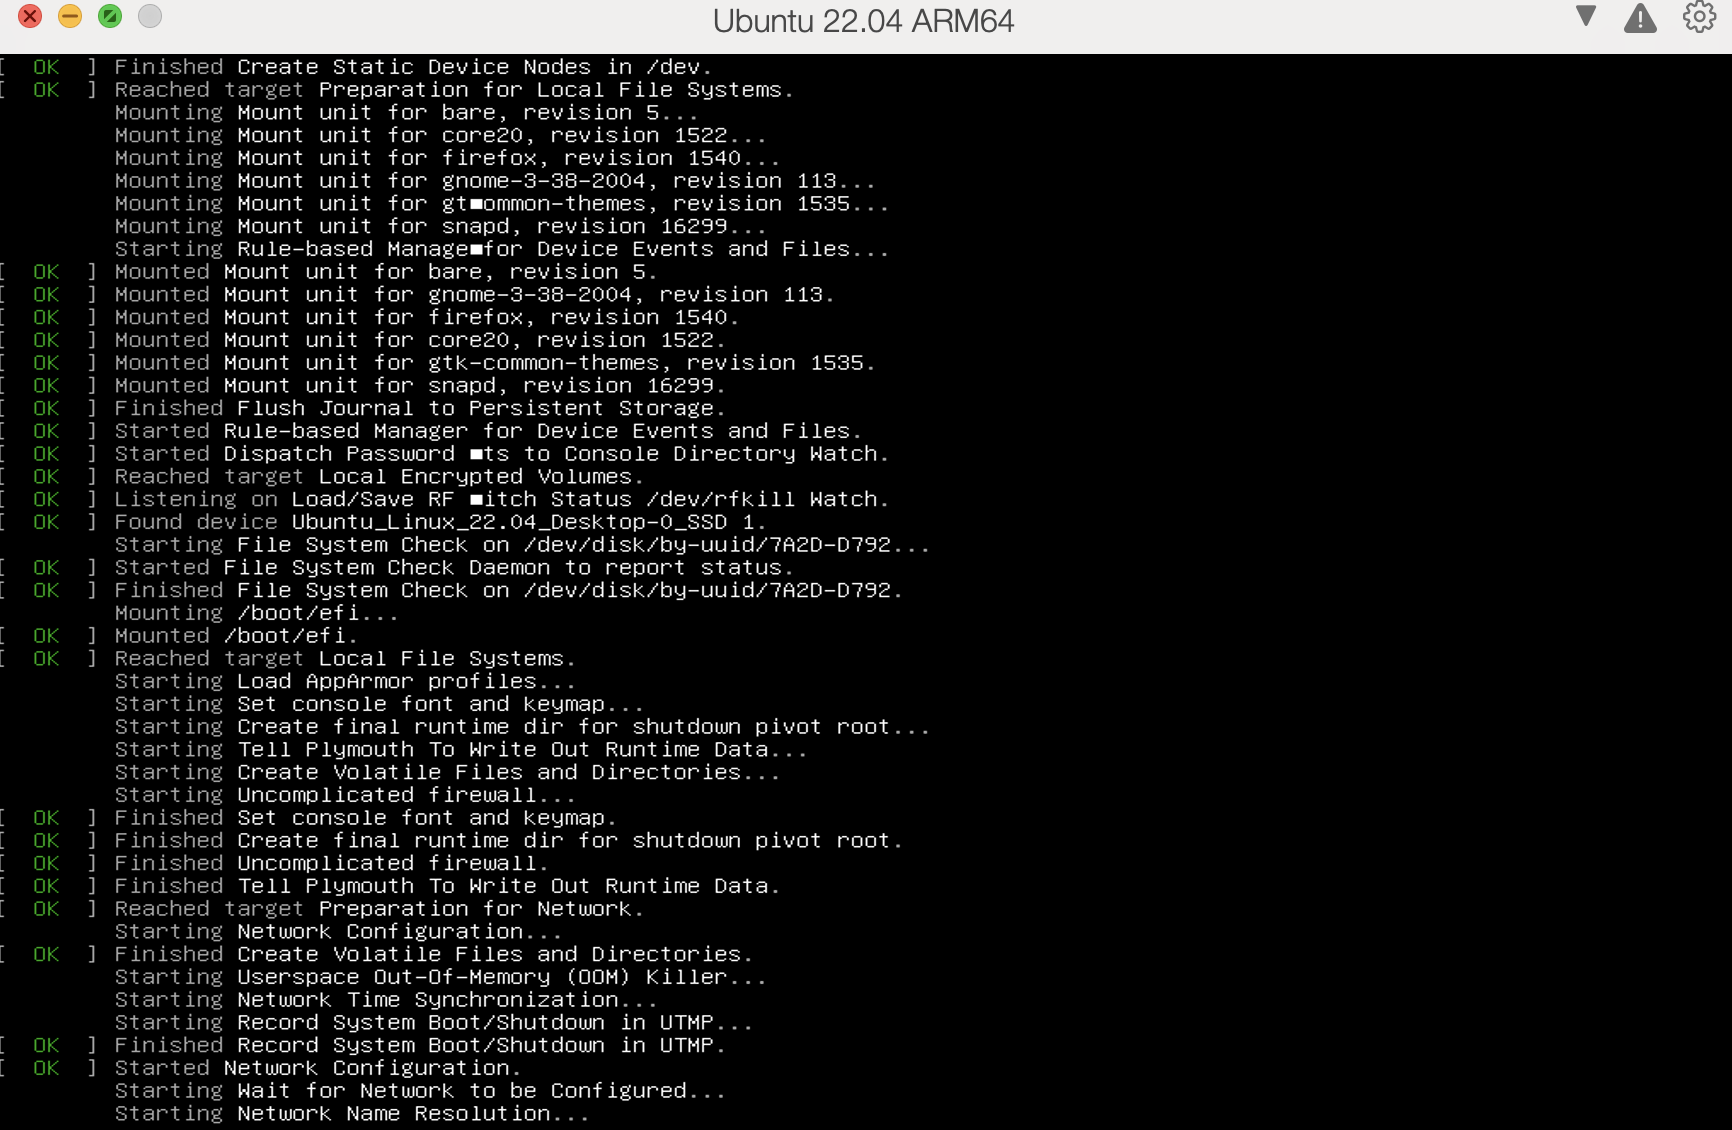 Ubuntu 22.04 ARM64
[ OK ] Finished Create Static Device Nodes in /dev.
[ OK ] Reached target Preparation for Local File Systems.
Mounting Mount unit for bare, revision 5...
Mounting Mount unit for core20, revision 1522...
Mounting Mount unit for firefox, revision 1540...
Mounting Mount unit for gnome-3-38-2004, revision 113...
Mounting Mount unit for gt■ommon-themes, revision 1535...
Mounting Mount unit for snapd, revision 16299...
Starting Rule-based Manage■for Device Events and Files...
[ OK ] Mounted Mount unit for bare, revision 5.
[ OK ] Mounted Mount unit for gnome-3-38-2004, revision 113.
[ OK ] Mounted Mount unit for firefox, revision 1540.
[ OK ] Mounted Mount unit for core20, revision 1522.
[ OK ] Mounted Mount unit for gtk-common-themes, revision 1535.
[ OK ] Mounted Mount unit for snapd, revision 16299.
[ OK ] Finished Flush Journal to Persistent Storage.
[ OK ] Started Rule-based Manager for Device Events and Files.
[ OK ] Started Dispatch Password ■ts to Console Directory Watch.
[ OK ] Reached target Local Encrypted Volumes.
[ OK ] Listening on Load/Save RF ■itch Status /dev/rfkill Watch.
[ OK ] Found device Ubuntu_Linux_22.04_Desktop-0_SSD 1.
Starting File System Check on /dev/disk/by-uuid/7A2D-D792...
[ OK ] Started File System Check Daemon to report status.
[ OK ] Finished File System Check on /dev/disk/by-uuid/7A2D-D792.
Mounting /boot/efi...
[ OK ] Mounted /boot/efi.
[ OK ] Reached target Local File Systems.
Starting Load AppArmor profiles...
Starting Set console font and keymap...
Starting Create final runtime dir for shutdown pivot root...
Starting Tell Plymouth To Write Out Runtime Data...
Starting Create Volatile Files and Directories...
Starting Uncomplicated firewall...
[ OK ] Finished Set console font and keymap.
[ OK ] Finished Create final runtime dir for shutdown pivot root.
[ OK ] Finished Uncomplicated firewall.
[ OK ] Finished Tell Plymouth To Write Out Runtime Data.
[ OK ] Reached target Preparation for Network.
Starting Network Configuration...
[ OK ] Finished Create Volatile Files and Directories.
Starting Userspace Out-Of-Memory (OOM) Killer...
Starting Network Time Synchronization...
Starting Record System Boot/Shutdown in UTMP...
[ OK ] Finished Record System Boot/Shutdown in UTMP.
[ OK ] Started Network Configuration.
Starting Wait for Network to be Configured...
Starting Network Name Resolution...